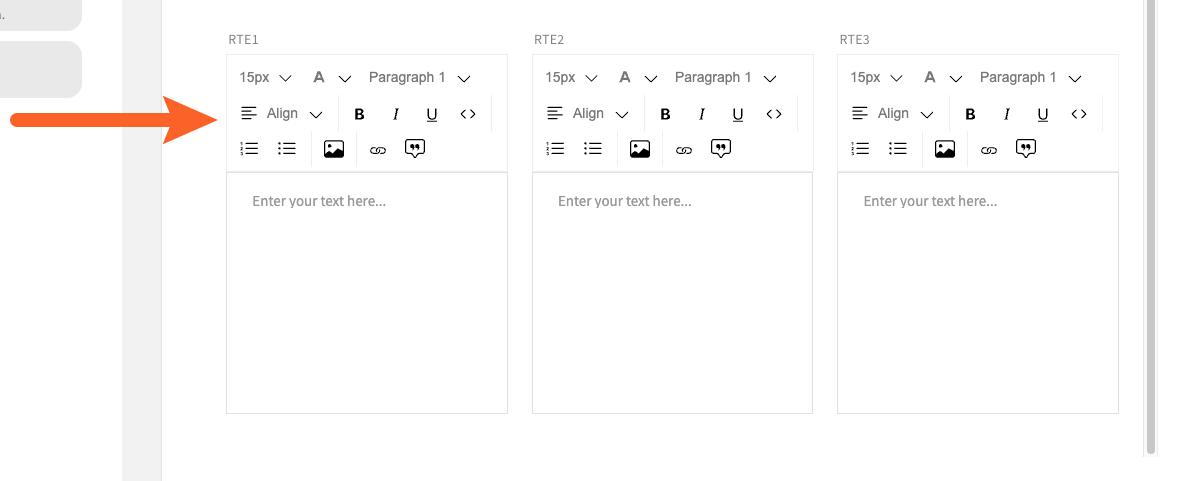 RTE1 RTE2 RTE3
15px A Paragraph 1 15px A Paragraph 1 15px A Paragraph 1
Align B I U <> Align B I U <> Align B I U <>
Enter your text here... Enter your text here... Enter your text here...